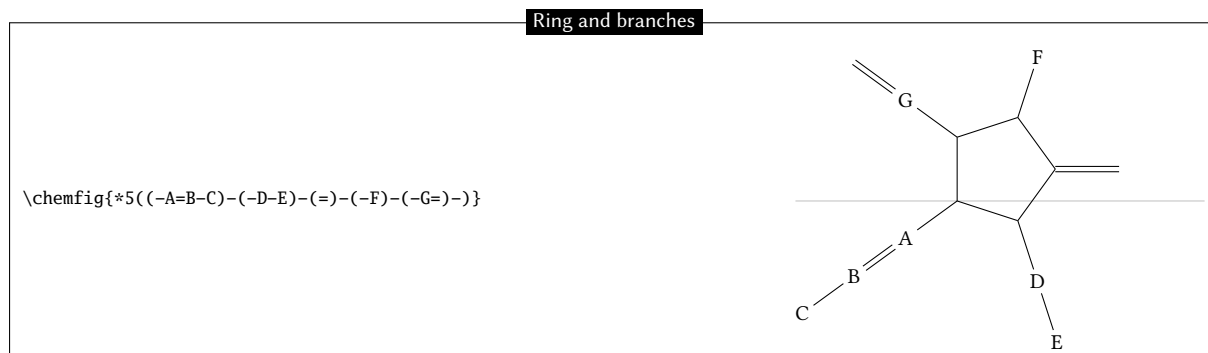 Ring and branches
\chemfig{*5((-A=B-C)-(-D-E)-(=)-(-F)-(-G=)-)}
F
G
A
B
C
D
E